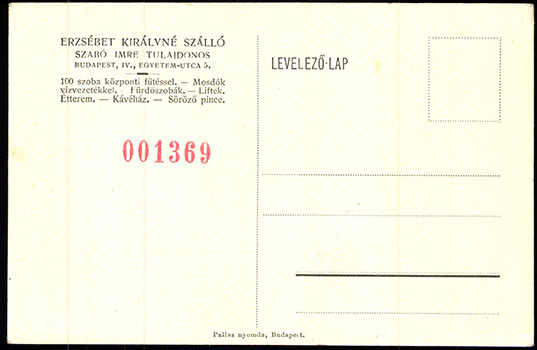 ERZSÉBET KIRÁLYNÉ SZÁLLÓ
SZABÓ IMRE TULAJDONOS
BUDAPEST, IV., EGYETEM-UTCA 5.
100 szoba központi fűtéssel. — Mosdók
vízvezetékkel. Fürdőszobák. — Liftek.
Étterem. — Kávéház. — Söröző pince.
001369
LEVELEZŐ-LAP
Pallas nyomda, Budapest.